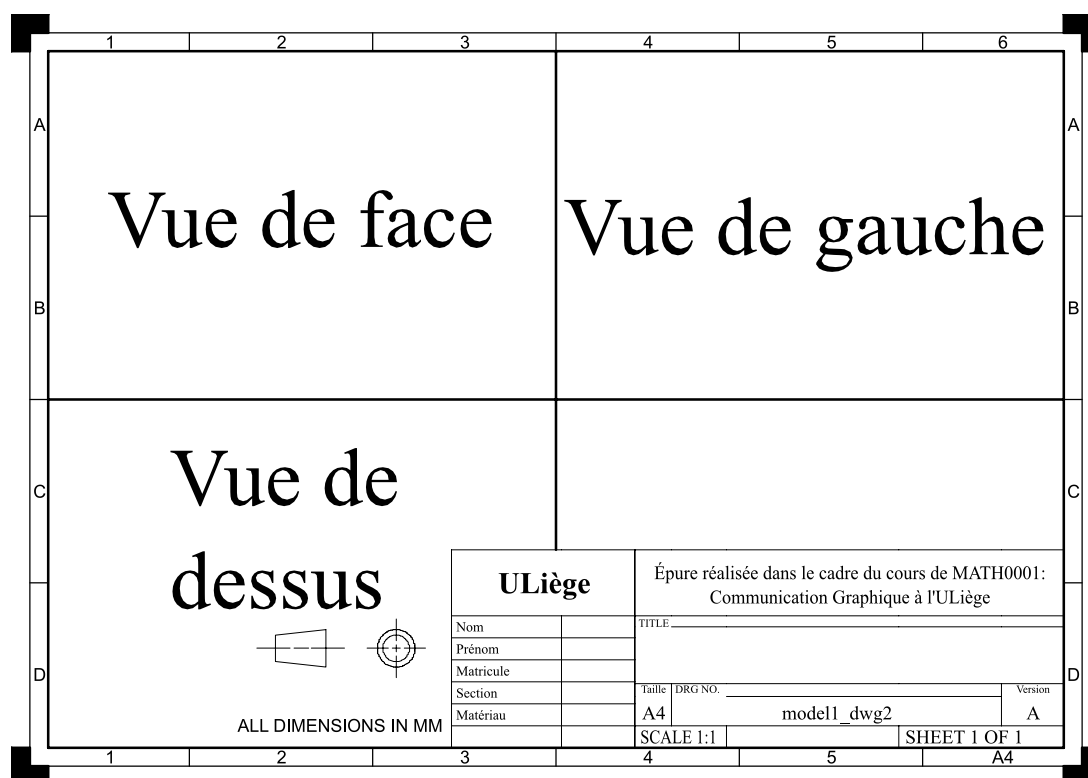 1 2 3 4 5 6
A A
Vue de face Vue de gauche
B B
C C
Vue de
dessus
ULiège
Épure réalisée dans le cadre du cours de MATH0001:
Communication Graphique à l'ULiège
Nom
TITLE
Prénom
Matricule
D D
Section
Taille DRG NO. Version
Matériau
A4 model1_dwg2 A
ALL DIMENSIONS IN MM
SCALE 1:1 SHEET 1 OF 1
1 2 3 4 5 A4